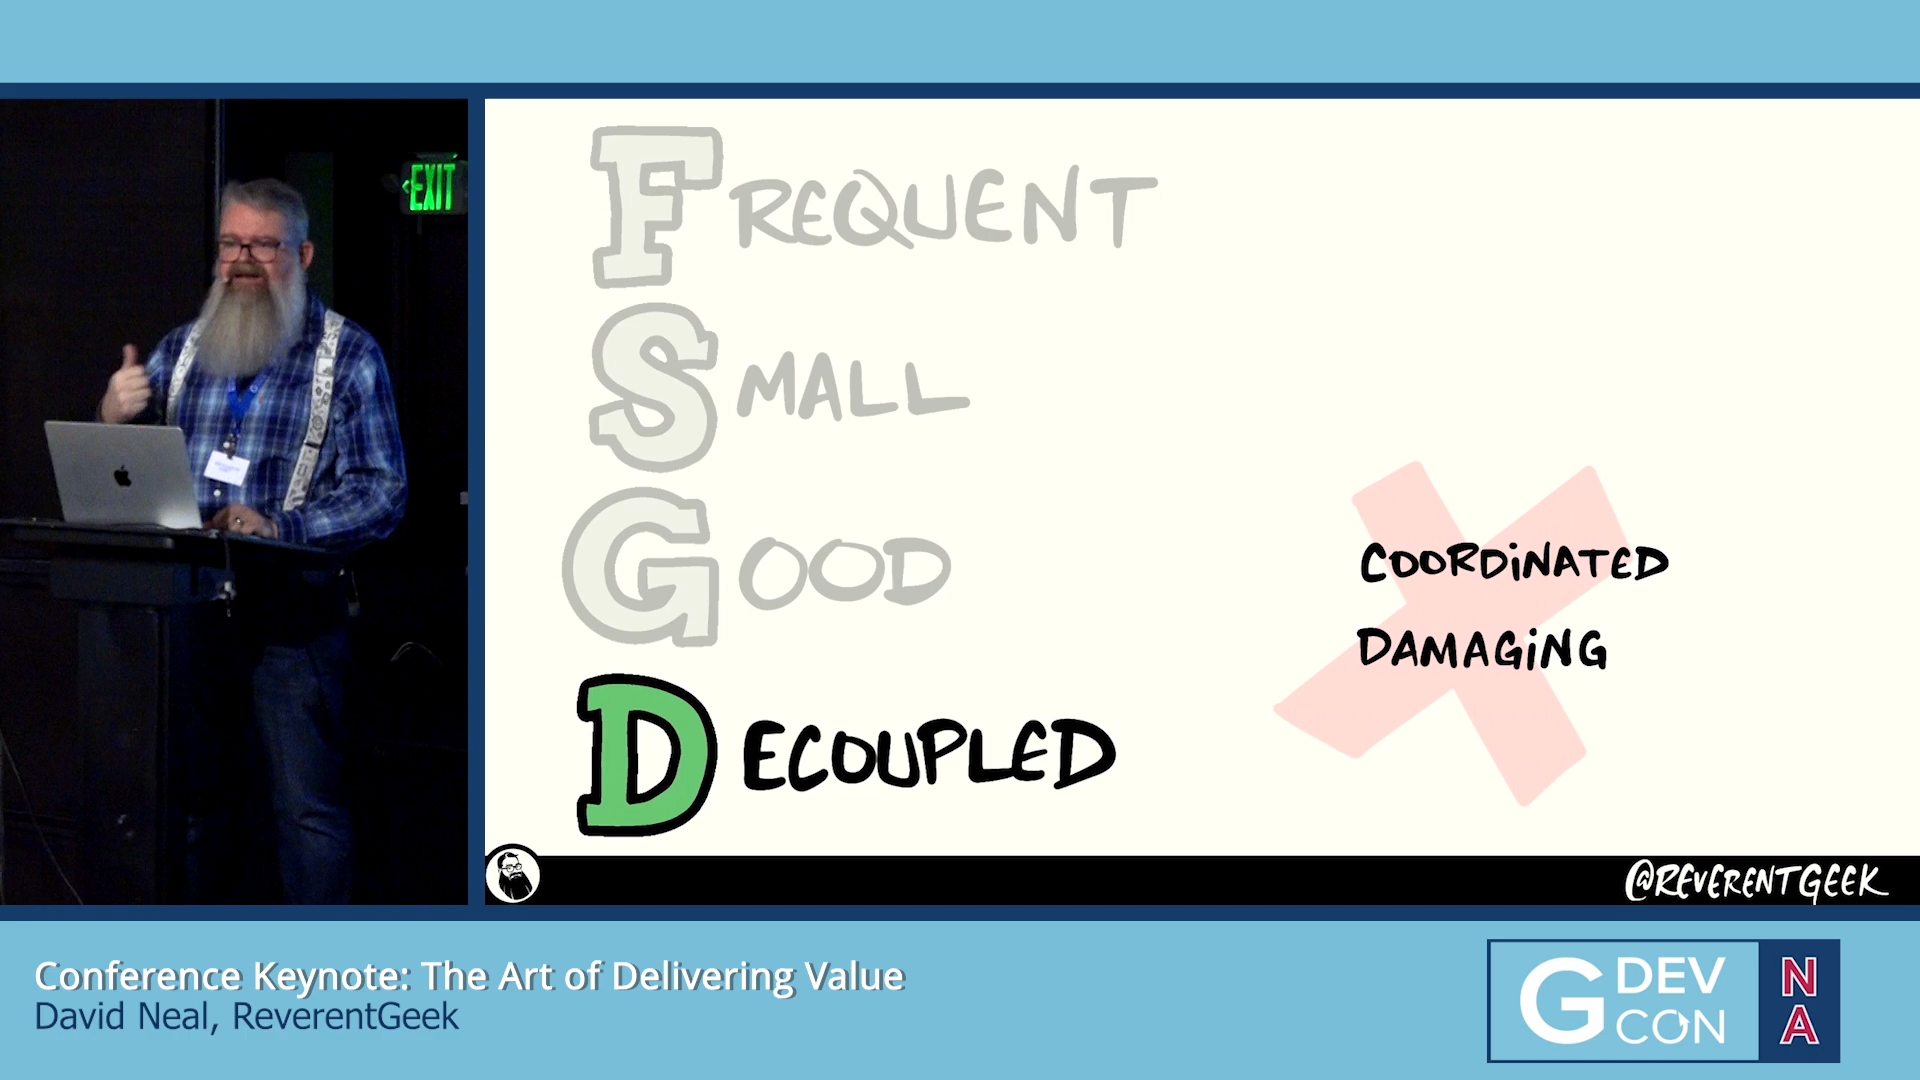 EXIT
FREQUENT
SMALL
GOOD
DECOUPLED
COORDINATED
DAMAGING
@REVERENTGEEK
Conference Keynote: The Art of Delivering Value
David Neal, ReverentGeek
G DEV CON
NA